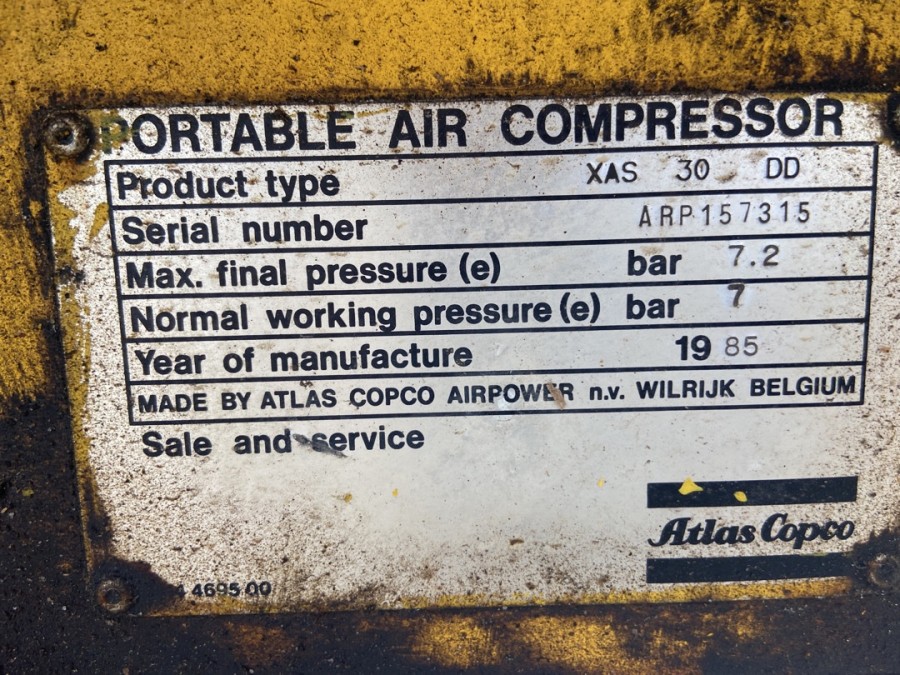 PORTABLE AIR COMPRESSOR
Product type XAS 30 DD
Serial number ARP157315
Max. final pressure (e) bar 7.2
Normal working pressure (e) bar 7
Year of manufacture 19 85
MADE BY ATLAS COPCO AIRPOWER n.v. WILRIJK BELGIUM
Sale and service
Atlas Copco
4695 00